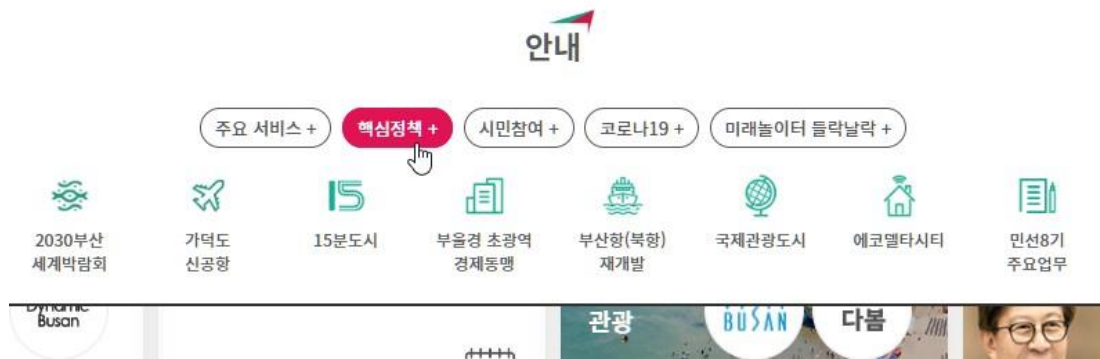 안내
주요 서비스 +
핵심정책 +
시민참여 +
코로나19 +
미래놀이터 들락날락 +
15
2030부산
세계박람회
가덕도
신공항
15분도시
부울경 초광역
경제동맹
부산항(북항)
재개발
국제관광도시
에코델타시티
민선8기
주요업무
Dynamic
Busan
관광
BUSAN
다봄